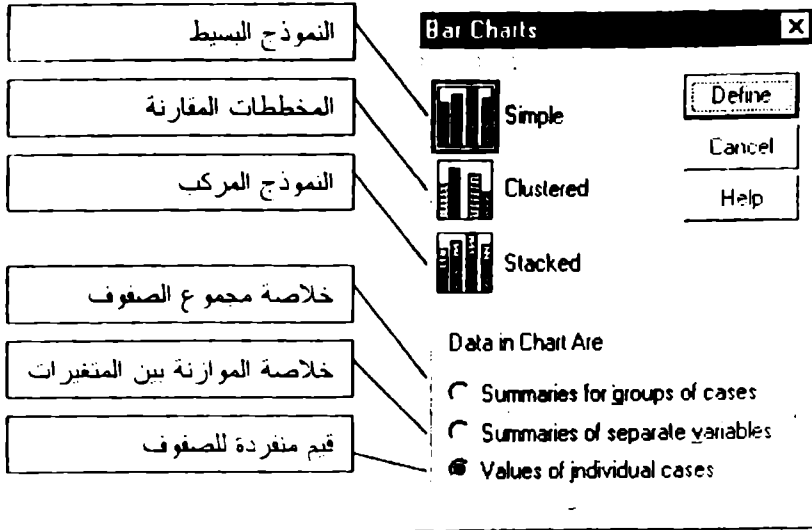 النموذج البسيط
المخططات المقارنة
النموذج المركب
خلاصة مجموع الصفوف
خلاصة الموازنة بين المتغيرات
قيم منفردة للصفوف
Bar Charts
Simple
Clustered
Stacked
Define
Cancel
Help
Data in Chart Are
Summaries for groups of cases
Summaries of separate variables
Values of individual cases